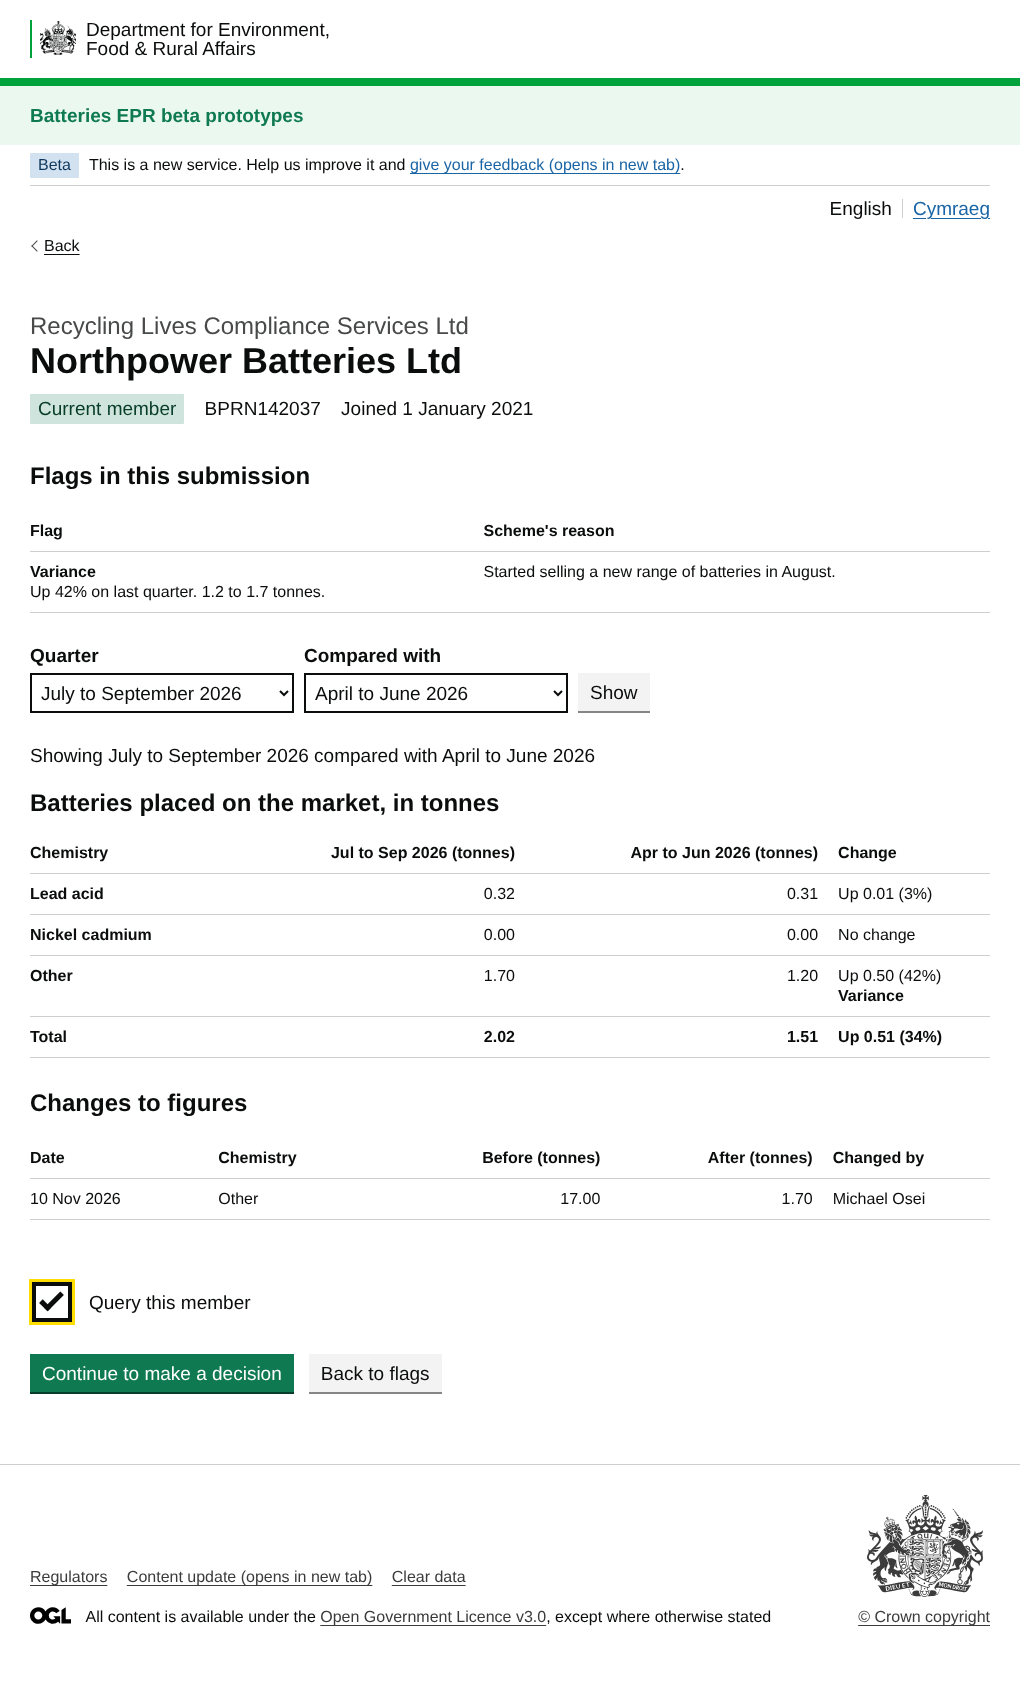 Department for Environment,
Food & Rural Affairs
Batteries EPR beta prototypes
Beta This is a new service. Help us improve it and give your feedback (opens in new tab).
English Cymraeg
Back
Recycling Lives Compliance Services Ltd
Northpower Batteries Ltd
Current member BPRN142037 Joined 1 January 2021
Flags in this submission
Flag Scheme's reason
Variance Started selling a new range of batteries in August.
Up 42% on last quarter. 1.2 to 1.7 tonnes.
Quarter Compared with
July to September 2026 April to June 2026 Show
Showing July to September 2026 compared with April to June 2026
Batteries placed on the market, in tonnes
Chemistry Jul to Sep 2026 (tonnes) Apr to Jun 2026 (tonnes) Change
Lead acid 0.32 0.31 Up 0.01 (3%)
Nickel cadmium 0.00 0.00 No change
Other 1.70 1.20 Up 0.50 (42%)
Variance
Total 2.02 1.51 Up 0.51 (34%)
Changes to figures
Date Chemistry Before (tonnes) After (tonnes) Changed by
10 Nov 2026 Other 17.00 1.70 Michael Osei
Query this member
Continue to make a decision Back to flags
Regulators Content update (opens in new tab) Clear data
OGL All content is available under the Open Government Licence v3.0, except where otherwise stated
© Crown copyright